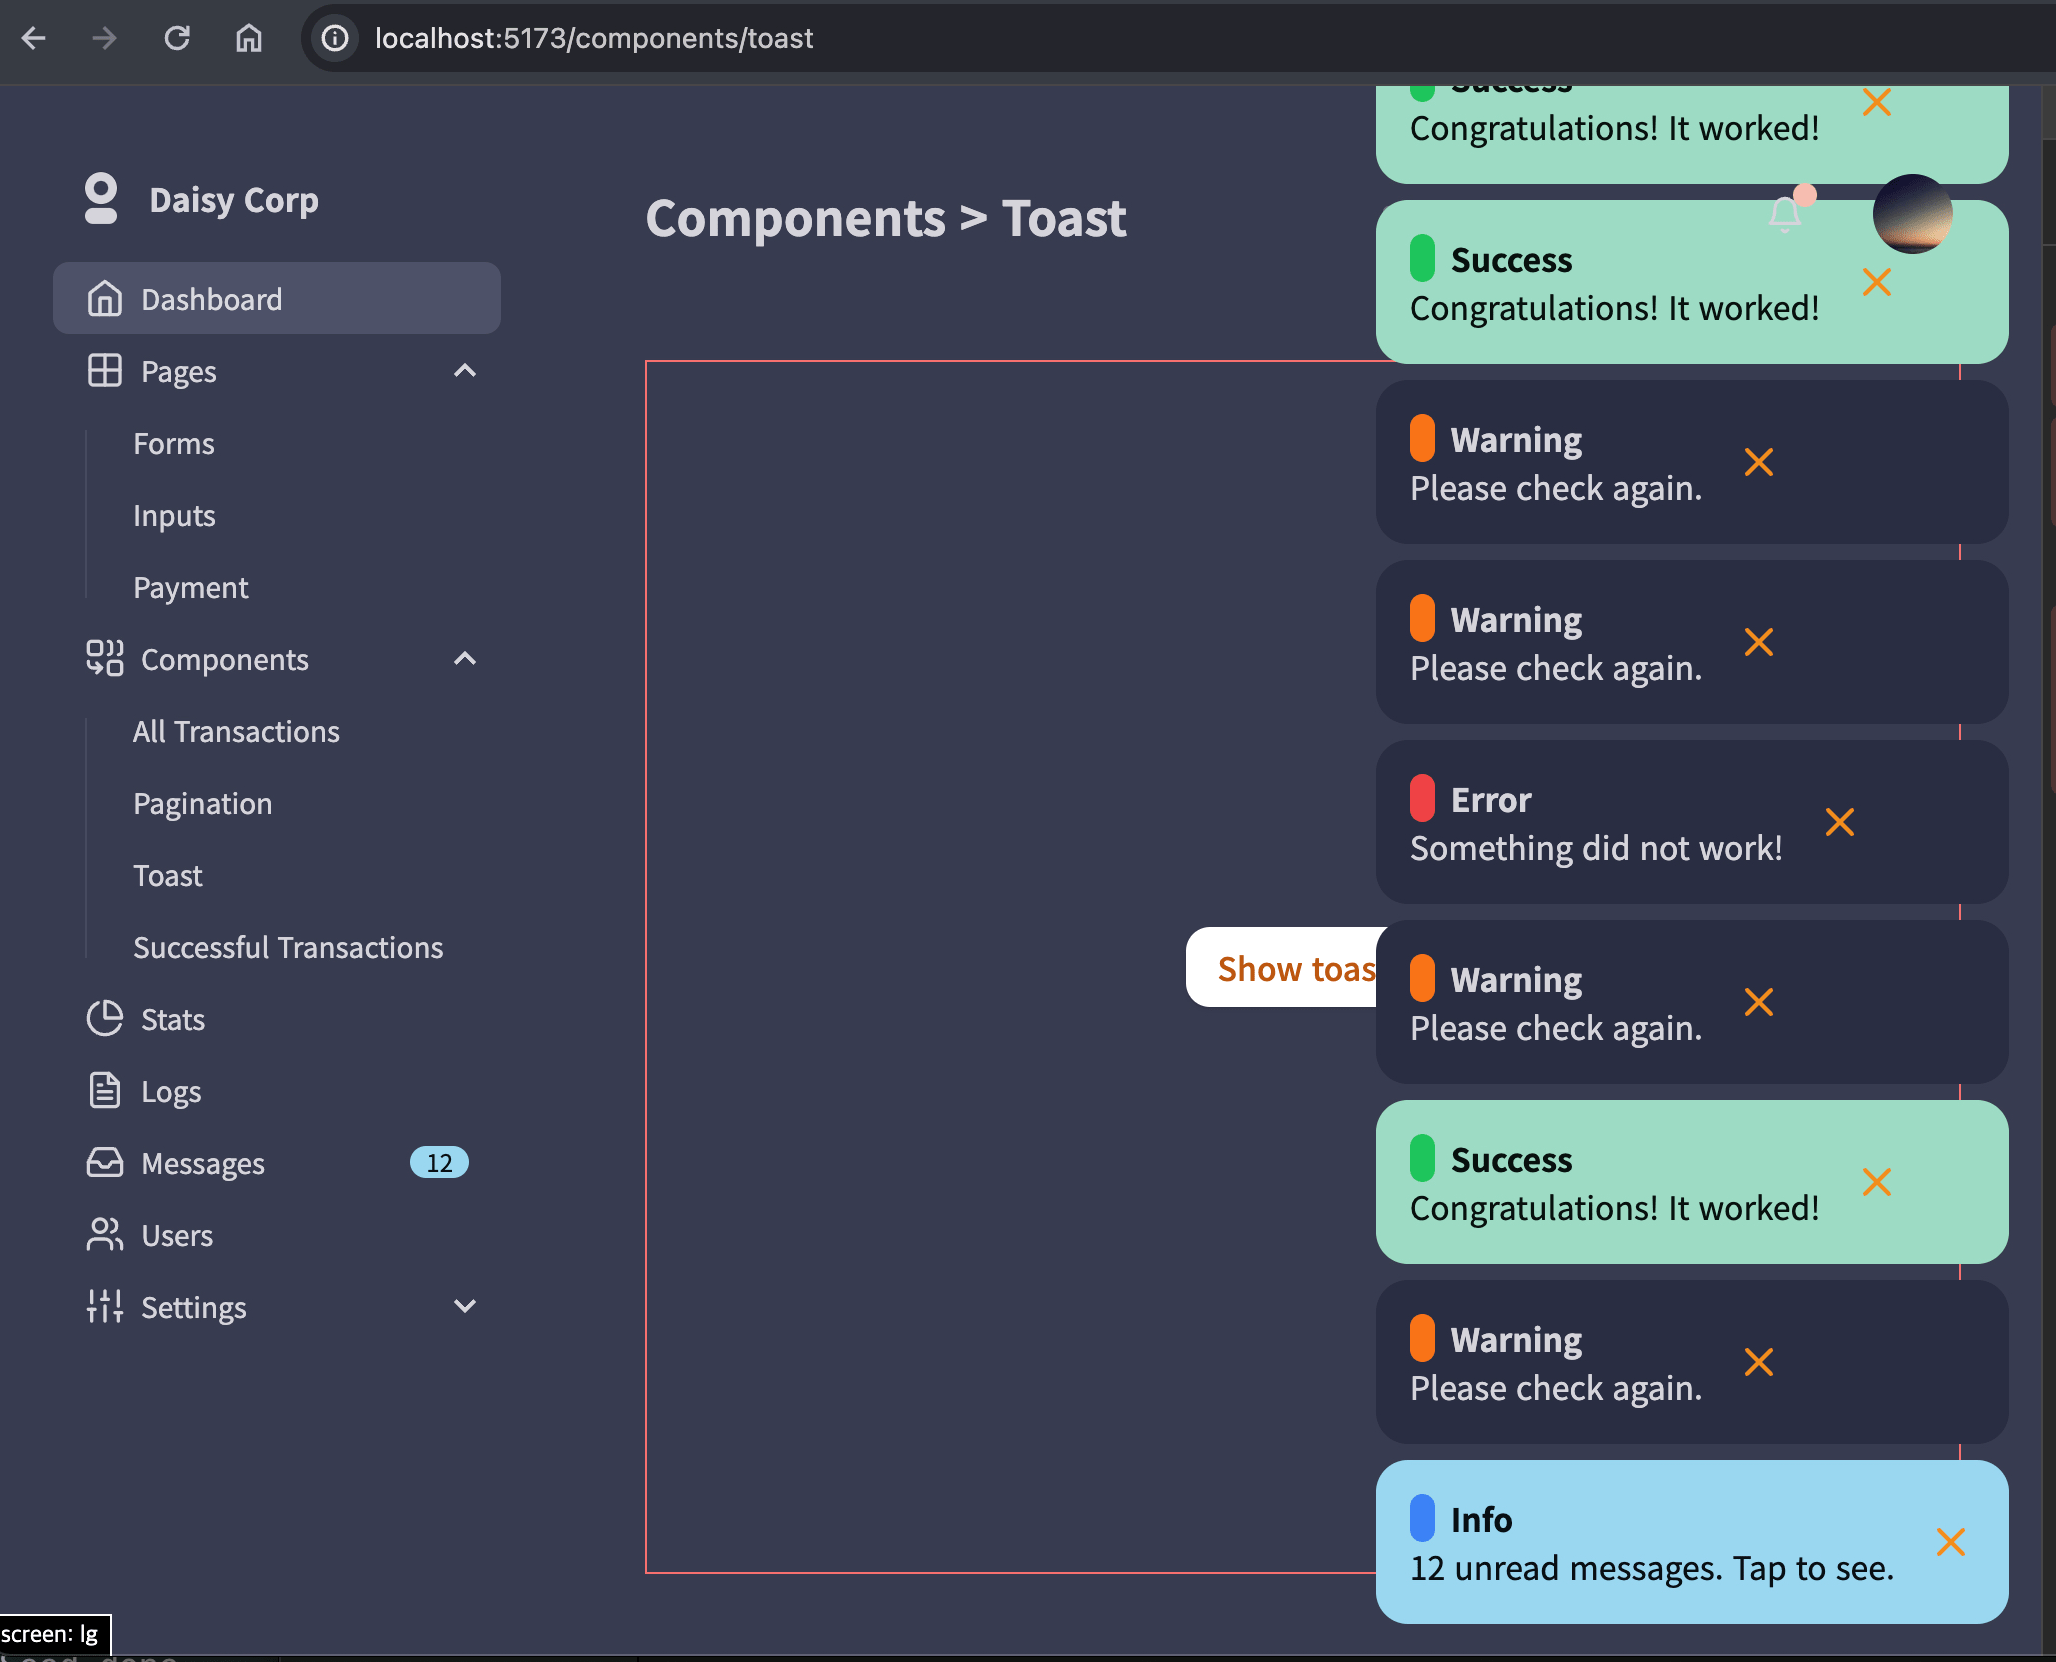 localhost:5173/components/toast
Daisy Corp
Dashboard
Pages
Forms
Inputs
Payment
Components
All Transactions
Pagination
Toast
Successful Transactions
Stats
Logs
Messages
12
Users
Settings
Components > Toast
Show toas
Success
Congratulations! It worked!
Success
Congratulations! It worked!
Warning
Please check again.
Warning
Please check again.
Error
Something did not work!
Warning
Please check again.
Success
Congratulations! It worked!
Warning
Please check again.
Info
12 unread messages. Tap to see.
screen: lg